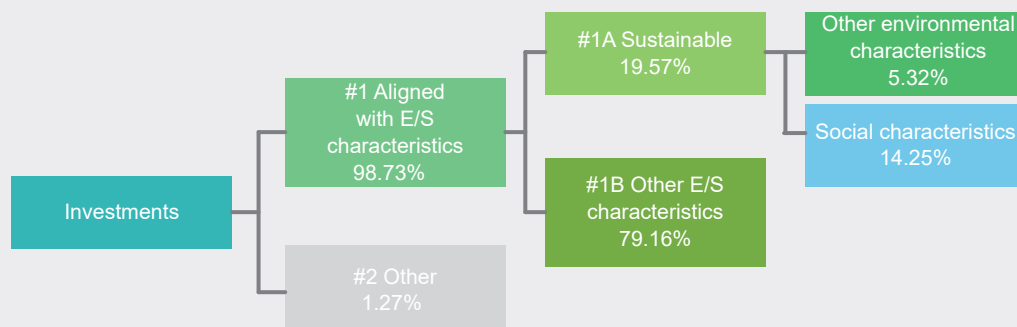 Investments
#1 Aligned
with E/S
characteristics
98.73%
#2 Other
1.27%
#1A Sustainable
19.57%
#1B Other E/S
characteristics
79.16%
Other environmental
characteristics
5.32%
Social characteristics
14.25%